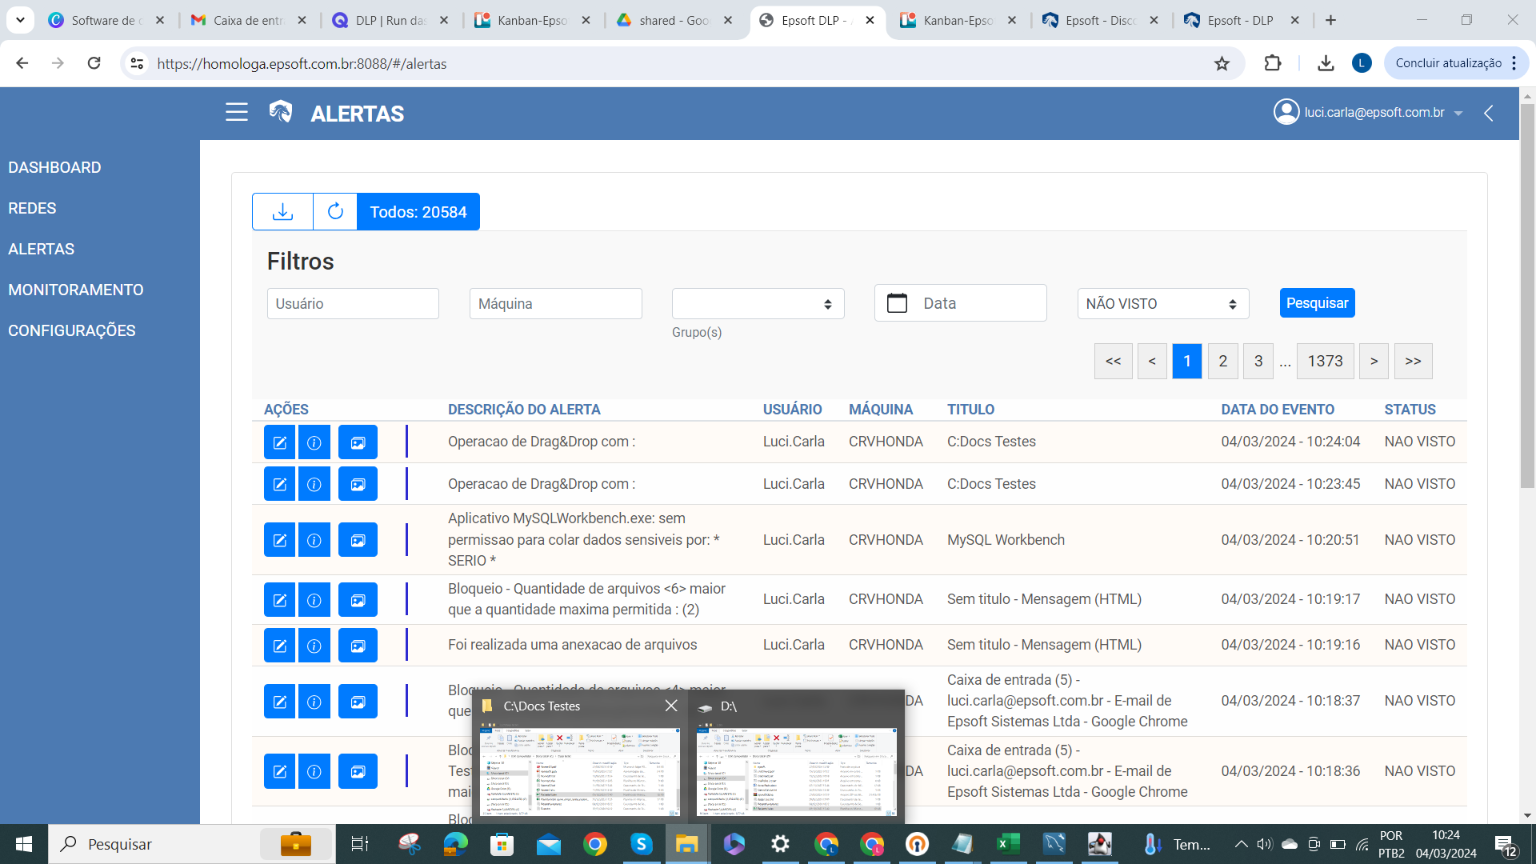 Software de c
Caixa de entr
DLP | Run das
Kanban-Epso
shared - Goo
Epsoft DLP - 
Kanban-Epso
Epsoft - Disc
Epsoft - DLP
https://homologa.epsoft.com.br:8088/#/alertas
L
Concluir atualização
ALERTAS
luci.carla@epsoft.com.br
DASHBOARD
REDES
ALERTAS
MONITORAMENTO
CONFIGURAÇÕES
Todos: 20584
Filtros
Usuário
Máquina
Grupo(s)
Data
NÃO VISTO
Pesquisar
<< < 1 2 3 ... 1373 > >>
AÇÕES DESCRIÇÃO DO ALERTA USUÁRIO MÁQUINA TITULO DATA DO EVENTO STATUS
Operacao de Drag&Drop com : Luci.Carla CRVHONDA C:Docs Testes 04/03/2024 - 10:24:04 NAO VISTO
Operacao de Drag&Drop com : Luci.Carla CRVHONDA C:Docs Testes 04/03/2024 - 10:23:45 NAO VISTO
Aplicativo MySQLWorkbench.exe: sem
permissao para colar dados sensiveis por: * Luci.Carla CRVHONDA MySQL Workbench 04/03/2024 - 10:20:51 NAO VISTO
SERIO *
Bloqueio - Quantidade de arquivos <6> maior
que a quantidade maxima permitida : (2) Luci.Carla CRVHONDA Sem titulo - Mensagem (HTML) 04/03/2024 - 10:19:17 NAO VISTO
Foi realizada uma anexacao de arquivos Luci.Carla CRVHONDA Sem titulo - Mensagem (HTML) 04/03/2024 - 10:19:16 NAO VISTO
Bloqueio - Quantidade de arquivos <4> maior
que
DA
Caixa de entrada (5) -
luci.carla@epsoft.com.br - E-mail de
Epsoft Sistemas Ltda - Google Chrome
04/03/2024 - 10:18:37 NAO VISTO
Bloq
Tes
mai
DA
Caixa de entrada (5) -
luci.carla@epsoft.com.br - E-mail de
Epsoft Sistemas Ltda - Google Chrome
04/03/2024 - 10:18:36 NAO VISTO
Bloq
C:\Docs Testes
D:\
Pesquisar
Tem...
POR
PTB2
10:24
04/03/2024
12